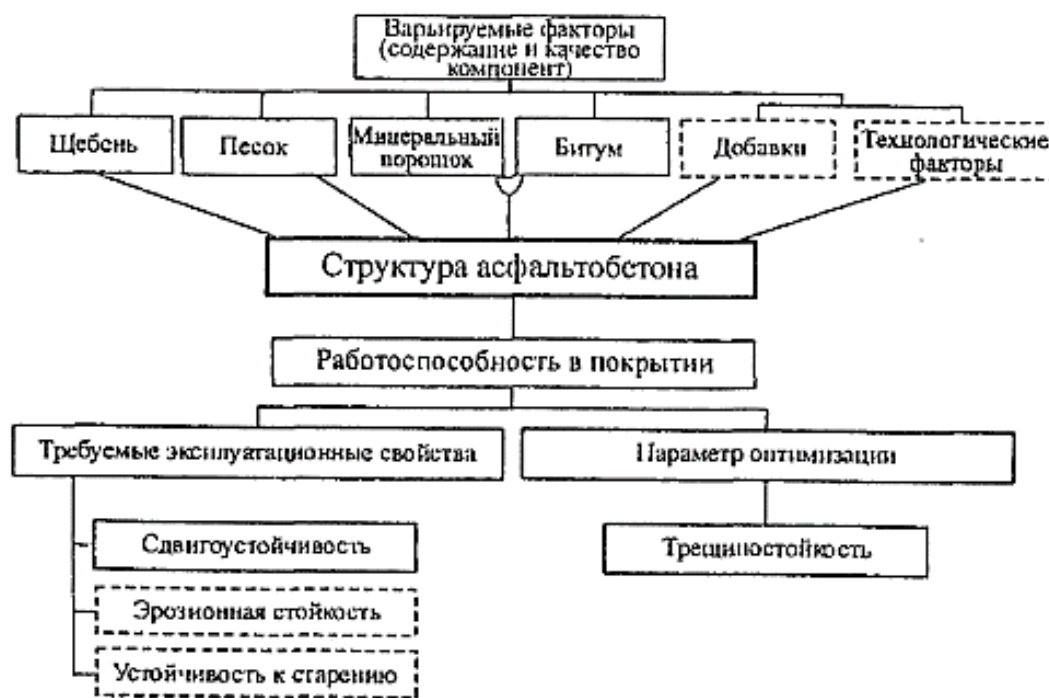 Варьируемые факторы
(содержание и качество
компонент)
Щебень
Песок
Минеральный
порошок
Битум
Добавки
Технологические
факторы
Структура асфальтобетона
Работоспособность в покрытии
Требуемые эксплуатационные свойства
Параметр оптимизации
Сдвигоустойчивость
Трещиностойкость
Эрозионная стойкость
Устойчивость к старению